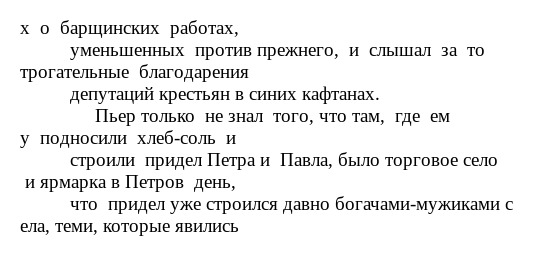 х о барщинских работах,
уменьшенных против прежнего, и слышал за то
трогательные благодарения
депутаций крестьян в синих кафтанах.
Пьер только не знал того, что там, где ем
у подносили хлеб-соль и
строили придел Петра и Павла, было торговое село
и ярмарка в Петров день,
что придел уже строился давно богачами-мужиками с
ела, теми, которые явились